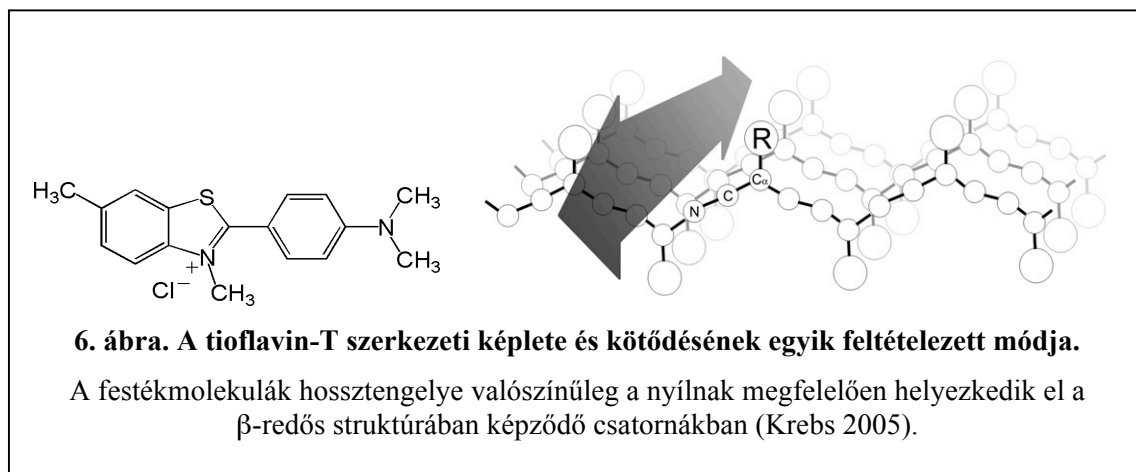 H₃C
S
N
+
Cl⁻
CH₃
N
CH₃
CH₃
R
N
C
Cα
6. ábra. A tioflavin-T szerkezeti képlete és kötődésének egyik feltételezett módja.
A festékmolekulák hossztengelye valószínűleg a nyílnak megfelelően helyezkedik el a
β-redős struktúrában képződő csatornákban (Krebs 2005).